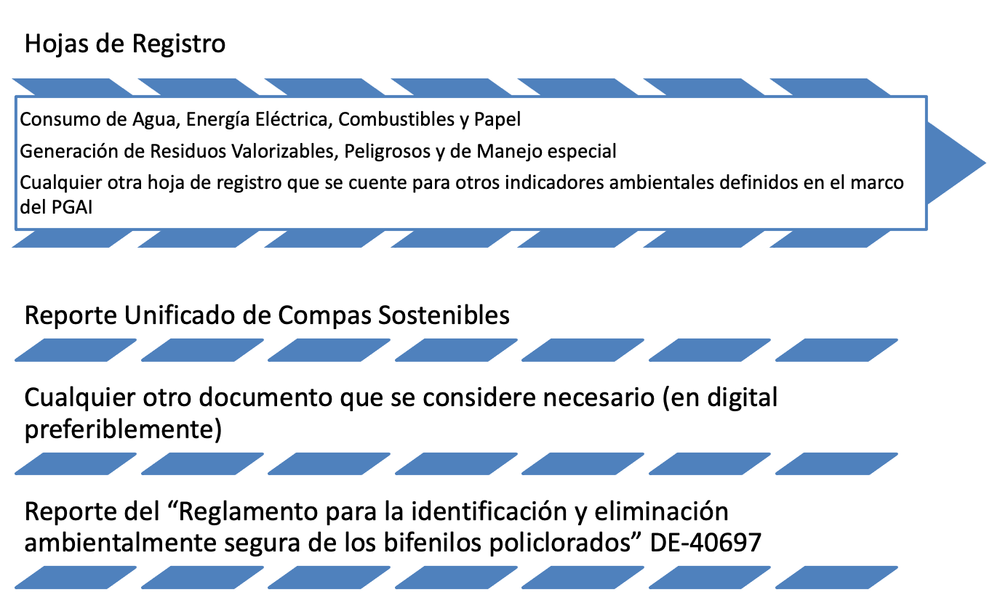 Hojas de Registro
Consumo de Agua, Energía Eléctrica, Combustibles y Papel
Generación de Residuos Valorizables, Peligrosos y de Manejo especial
Cualquier otra hoja de registro que se cuente para otros indicadores ambientales definidos en el marco
del PGAI
Reporte Unificado de Compas Sostenibles
Cualquier otro documento que se considere necesario (en digital
preferiblemente)
Reporte del “Reglamento para la identificación y eliminación
ambientalmente segura de los bifenilos policlorados” DE-40697